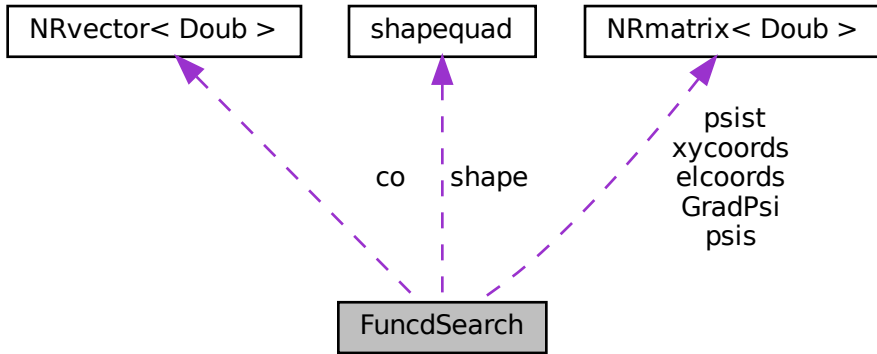 NRvector< Doub >
shapequad
NRmatrix< Doub >
co
shape
psist
xycoords
elcoords
GradPsi
psis
FuncdSearch